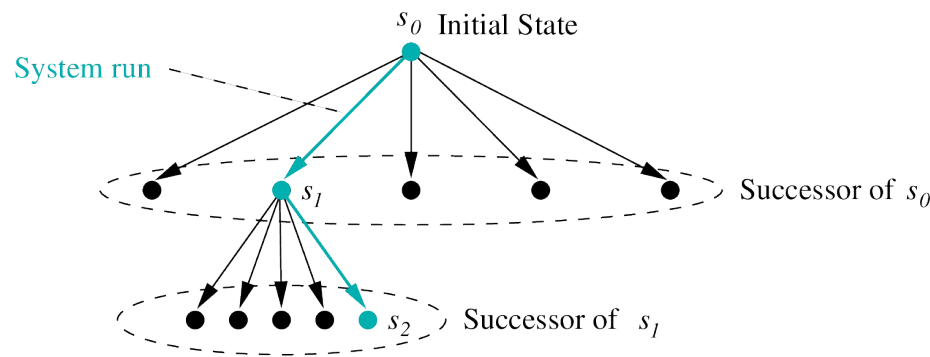 s0 Initial State
System run
s1
Successor of s0
s2
Successor of s1